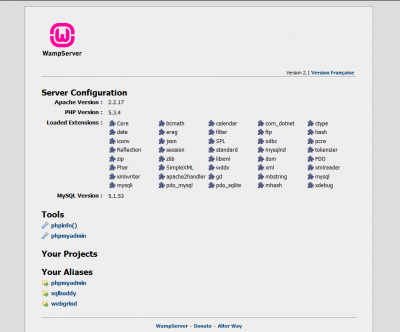 WampServer
Version 2.1 Version Française
Server Configuration
Apache Version : 2.2.17
PHP Version : 5.3.4
Loaded Extensions : Core bcmath calendar com_dotnet ctype
date ereg filter ftp hash
iconv json SPL odbc pcre
Reflection session standard mysqlnd tokenizer
zip zlib libxml dom PDO
Phar SimpleXML wddx xml xmlreader
xmlwriter apache2handler gd mbstring mysql
mysqli pdo_mysql pdo_sqlite mhash xdebug
MySQL Version : 5.1.53
Tools
phpinfo()
phpmyadmin
Your Projects
Your Aliases
phpmyadmin
sqlbuddy
webgrind
WampServer - Donate - Alter Way